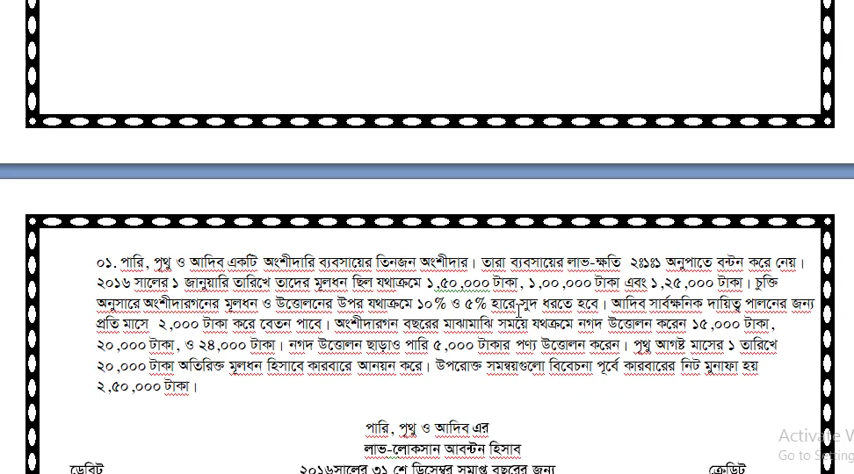 ০১. পারি, পৃথু ও আদিব একটি অংশীদারি ব্যবসায়ের তিনজন অংশীদার। তারা ব্যবসায়ের লাভ-ক্ষতি ২ঃ১ঃ১ অনুপাতে বন্টন করে নেয়।
২০১৬ সালের ১ জানুয়ারি তারিখে তাদের মূলধন ছিল যথাক্রমে ১,৫০,০০০ টাকা, ১,০০,০০০ টাকা এবং ১,২৫,০০০ টাকা। চুক্তি
অনুসারে অংশীদারগনের মূলধন ও উত্তোলনের উপর যথাক্রমে ১০% ও ৫% হারে সুদ ধরতে হবে। আদিব সার্বক্ষনিক দায়িত্ব পালনের জন্য
প্রতি মাসে ২,০০০ টাকা করে বেতন পাবে। অংশীদারগন বছরের মাঝামাঝি সময়ে যথক্রমে নগদ উত্তোলন করেন ১৫,০০০ টাকা,
২০,০০০ টাকা, ও ২৪,০০০ টাকা। নগদ উত্তোলন ছাড়াও পারি ৫,০০০ টাকার পণ্য উত্তোলন করেন। পৃথু আগষ্ট মাসের ১ তারিখে
২০,০০০ টাকা অতিরিক্ত মূলধন হিসাবে কারবারে আনয়ন করে। উপরোক্ত সমন্বয়গুলো বিবেচনা পূর্বে কারবারের নিট মুনাফা হয়
২,৫০,০০০ টাকা।
পারি, পৃথু ও আদিব এর
লাভ-লোকসান আবন্টন হিসাব
ডেবিট ২০১৬সালের ৩১ শে ডিসেম্বর সমাপ্ত বছরের জন্য ক্রেডিট
Activate W
Go to Setting